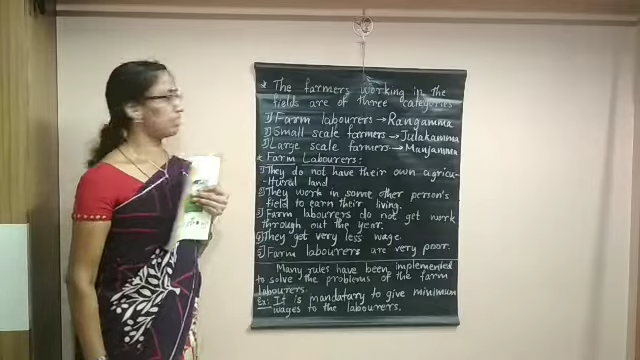 * The farmers working in the
fields are of three categories
1) Farm labourers → Rangamma
2) Small scale farmers → Julakamma
3) Large scale farmers → Manjamma
* Farm Labourers:
1) They do not have their own agricu-
ltural land
2) They work in some other person's
field to earn their living.
3) Farm labourers do not get work
through out the year.
4) They get very less wage.
5) Farm labourers are very poor.
Many rules have been implemented
to solve the problems of the farm
labourers.
Ex: It is mandatary to give minimum
wages to the labourers.